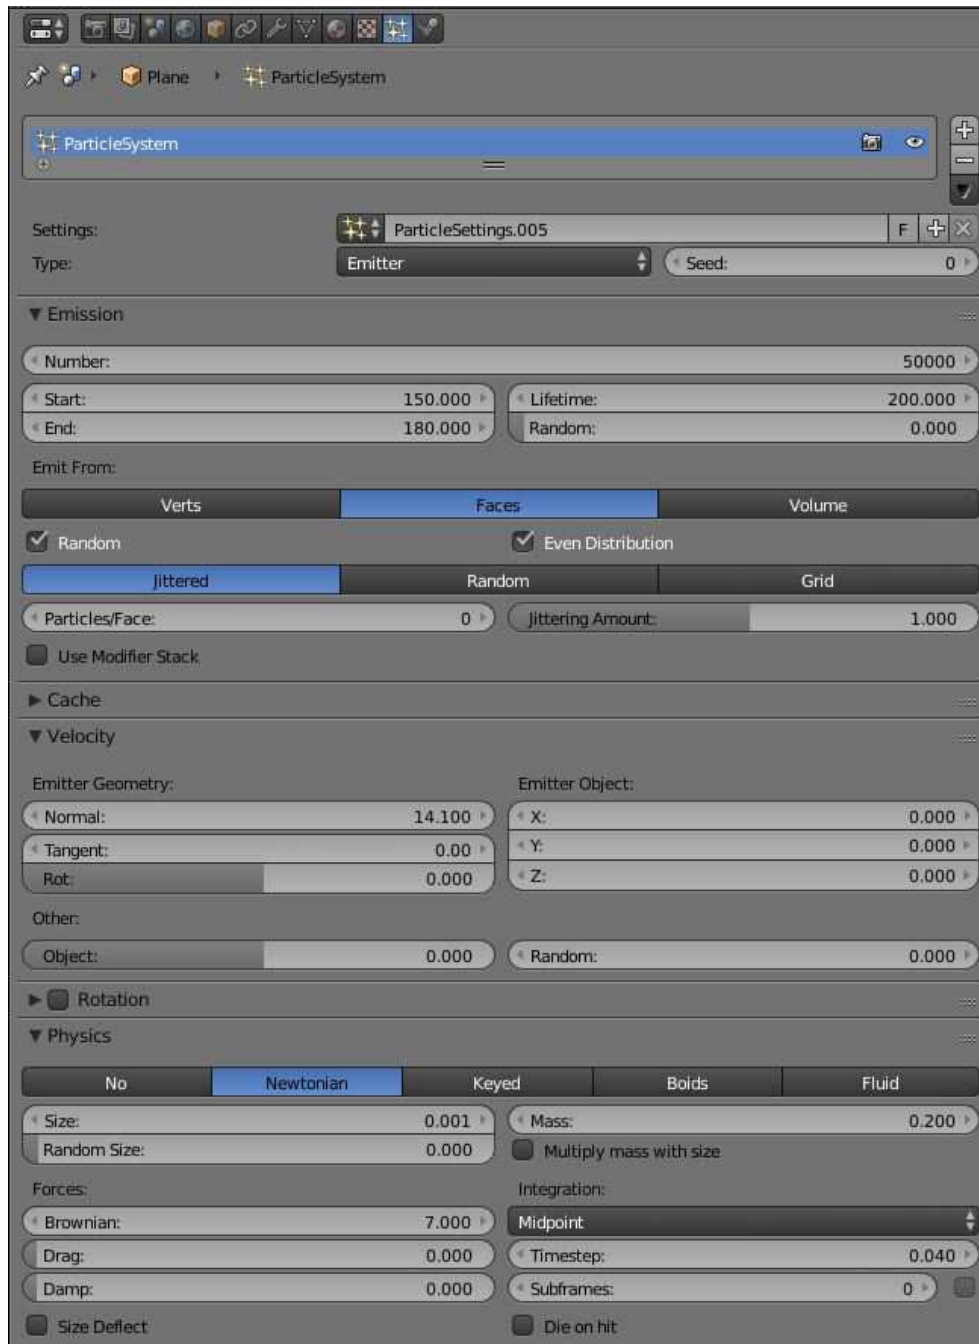 Plane ParticleSystem
ParticleSystem
Settings: ParticleSettings.005 F
Type: Emitter Seed: 0
Emission
Number: 50000
Start: 150.000 Lifetime: 200.000
End: 180.000 Random: 0.000
Emit From:
Verts Faces Volume
Random Even Distribution
Jittered Random Grid
Particles/Face: 0 Jittering Amount: 1.000
Use Modifier Stack
Cache
Velocity
Emitter Geometry: Emitter Object:
Normal: 14.100 X: 0.000
Tangent: 0.00 Y: 0.000
Rot: 0.000 Z: 0.000
Other:
Object: 0.000 Random: 0.000
Rotation
Physics
No Newtonian Keyed Boids Fluid
Size: 0.001 Mass: 0.200
Random Size: 0.000 Multiply mass with size
Forces: Integration:
Brownian: 7.000 Midpoint
Drag: 0.000 Timestep: 0.040
Damp: 0.000 Subframes: 0
Size Deflect Die on hit